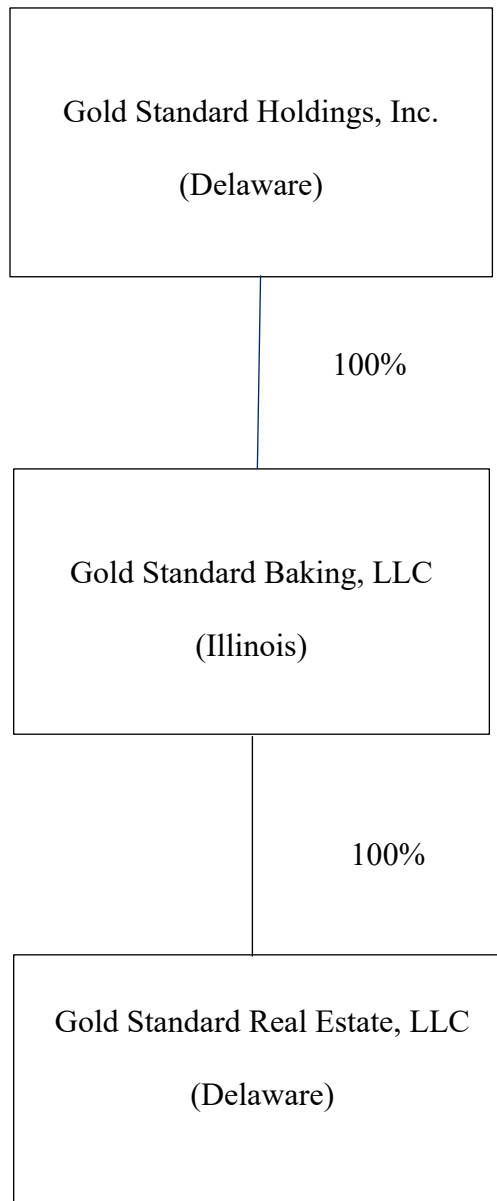 Gold Standard Holdings, Inc.
(Delaware)
100%
Gold Standard Baking, LLC
(Illinois)
100%
Gold Standard Real Estate, LLC
(Delaware)